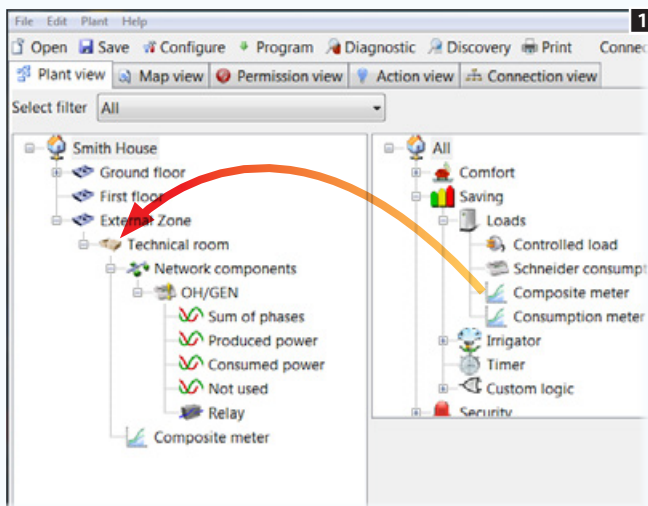 File Edit Plant Help
1
Open Save Configure Program Diagnostic Discovery Print Connec
Plant view Map view Permission view Action view Connection view
Select filter All
Smith House
Ground floor
First floor
External Zone
Technical room
Network components
OH/GEN
Sum of phases
Produced power
Consumed power
Not used
Relay
Composite meter
All
Comfort
Saving
Loads
Controlled load
Schneider consumpt
Composite meter
Consumption meter
Irrigator
Timer
Custom logic
Security